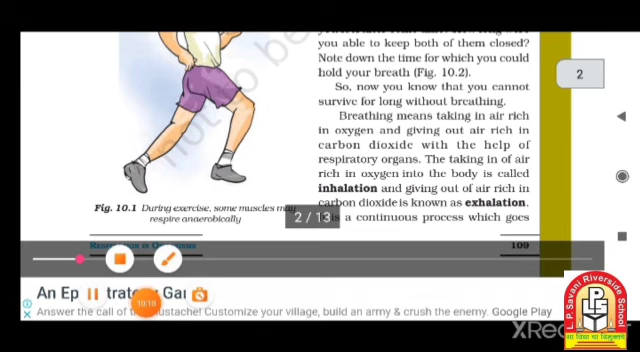 able to keep both of them closed?
Note down the time for which you could
hold your breath (Fig. 10.2).
So, now you know that you cannot
survive for long without breathing.
Breathing means taking in air rich
in oxygen and giving out air rich in
carbon dioxide with the help of
respiratory organs. The taking in of air
rich in oxygen into the body is called
inhalation and giving out of air rich in
carbon dioxide is known as exhalation.
is a continuous process which goes
Fig. 10.1 During exercise, some muscles may
respire anaerobically
not to be
2
2 / 13
109
10:18
An Ep
Answer the call of ustache! Customize your village, build an army & crush the enemy. Google Play
XRec
L. P. Savani Riverside School